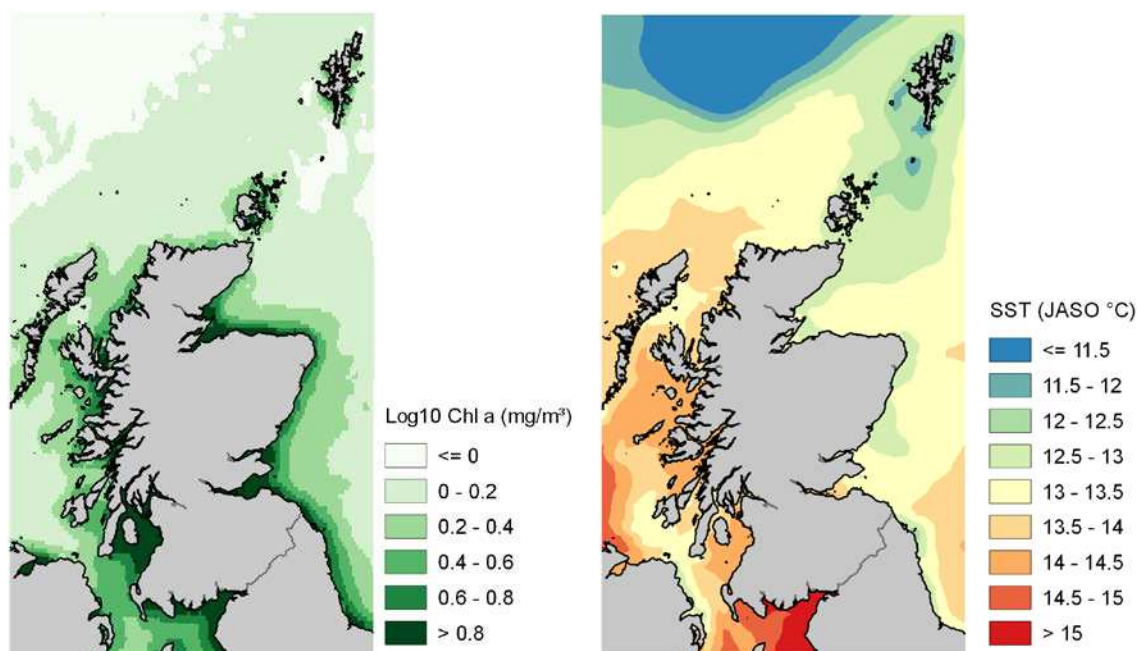 Log10 Chl a (mg/m³)
<= 0
0 - 0.2
0.2 - 0.4
0.4 - 0.6
0.6 - 0.8
> 0.8
SST (JASO °C)
<= 11.5
11.5 - 12
12 - 12.5
12.5 - 13
13 - 13.5
13.5 - 14
14 - 14.5
14.5 - 15
> 15